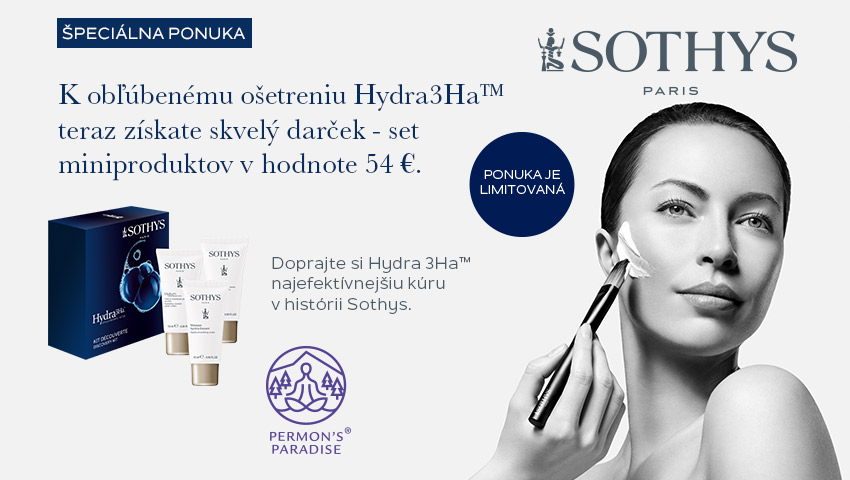 ŠPECIÁLNA PONUKA
SOTHYS
PARIS
K obľúbenému ošetreniu Hydra3Ha™
teraz získate skvelý darček - set
miniproduktov v hodnote 54 €.
PONUKA JE
LIMITOVANÁ
SOTHYS
Hydra3Ha
KIT DÉCOUVERTE
DISCOVERY KIT
SOTHYS
SOTHYS
SOTHYS
Doprajte si Hydra 3Ha™
najefektívnejšiu kúru
v histórii Sothys.
PERMON'S®
PARADISE